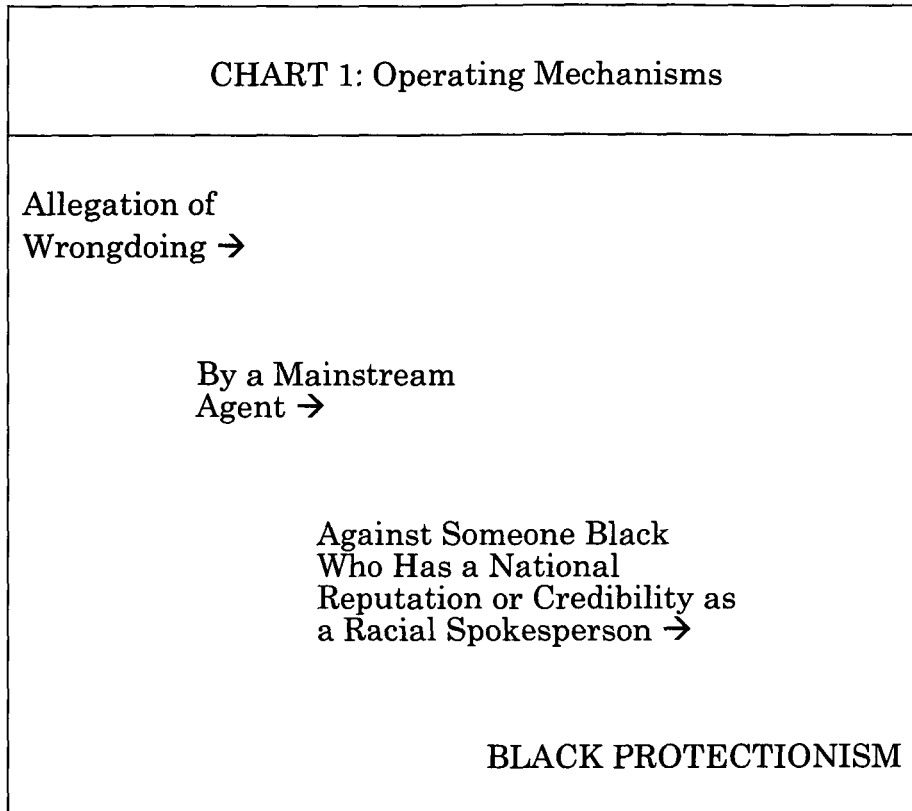 CHART 1: Operating Mechanisms
Allegation of
Wrongdoing →
By a Mainstream
Agent →
Against Someone Black
Who Has a National
Reputation or Credibility as
a Racial Spokesperson →
BLACK PROTECTIONISM